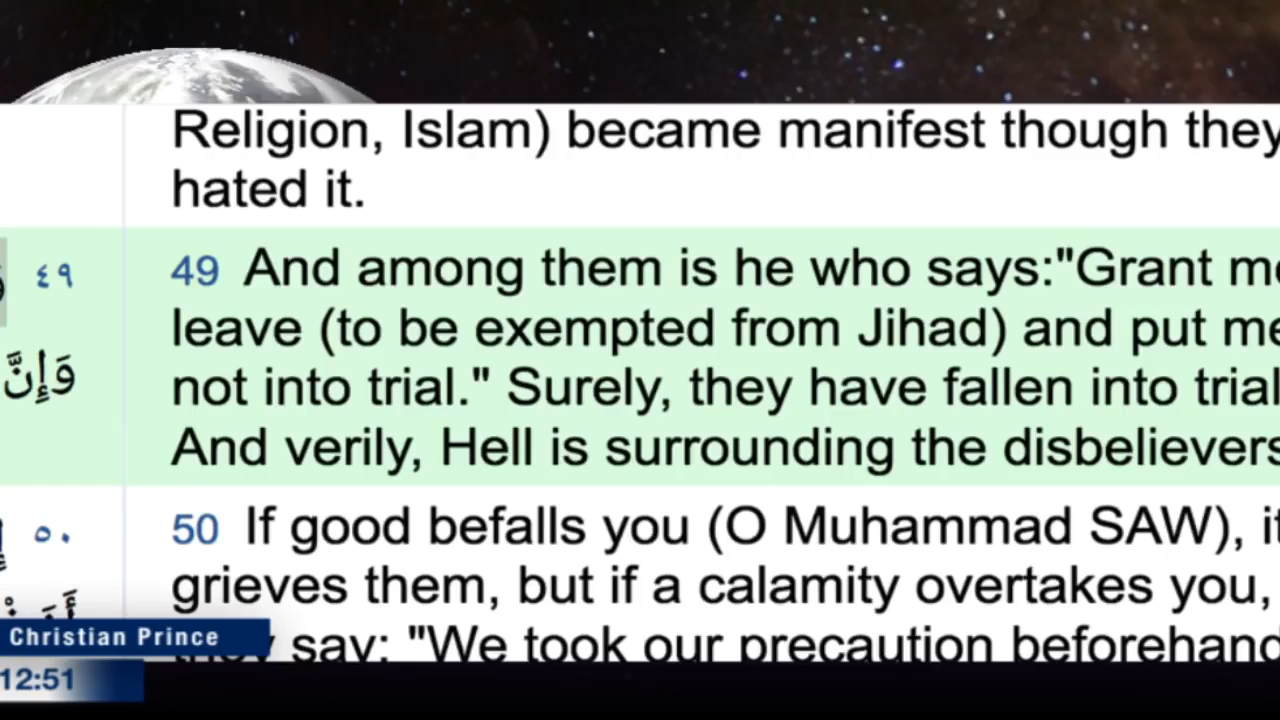 Religion, Islam) became manifest though they
hated it.
٤٩
49 And among them is he who says:"Grant me
leave (to be exempted from Jihad) and put me
وَإِنَّ
not into trial." Surely, they have fallen into trial
And verily, Hell is surrounding the disbelievers
٥٠
50 If good befalls you (O Muhammad SAW), it
grieves them, but if a calamity overtakes you,
they say: "We took our precaution beforehand
Christian Prince
12:51